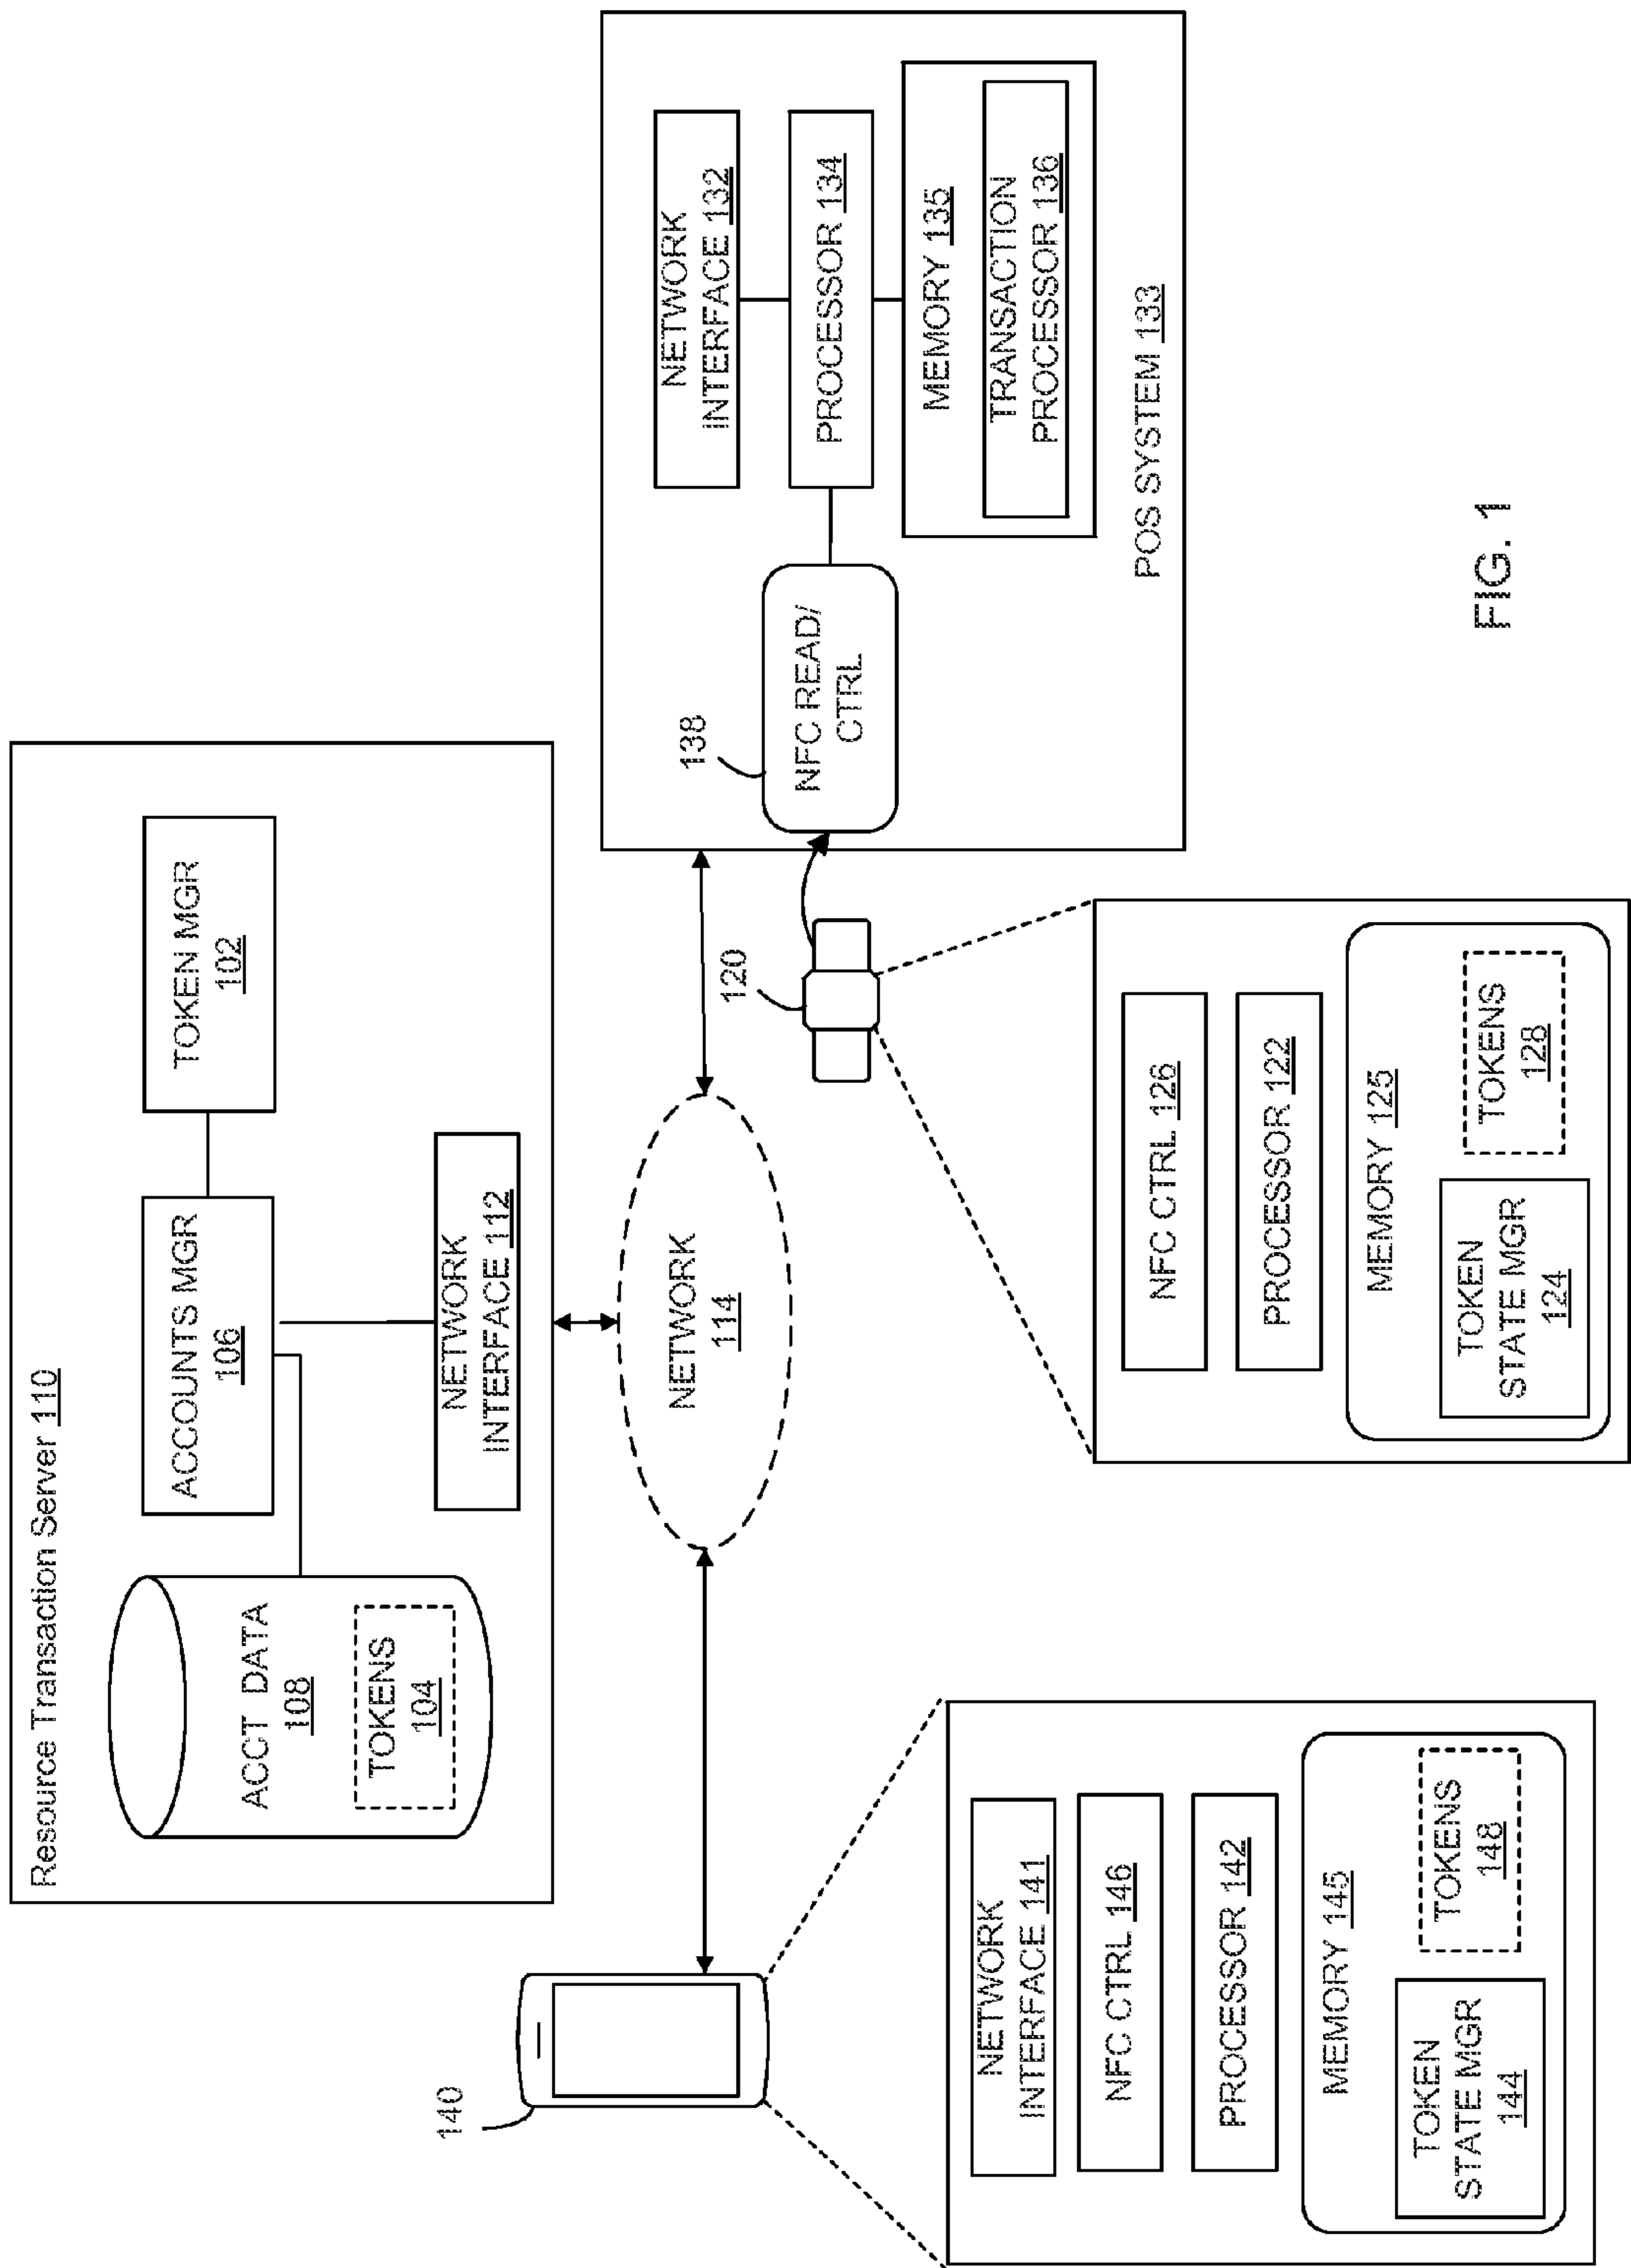 Resource Transaction Server 110
ACCT DATA
108
TOKENS
104
ACCOUNTS MGR
106
TOKEN MGR
102
NETWORK
INTERFACE 112
NETWORK
114
140
NETWORK
INTERFACE 141
NFC CTRL 146
PROCESSOR 142
MEMORY 145
TOKEN
STATE MGR
144
TOKENS
148
120
NFC CTRL 126
PROCESSOR 122
MEMORY 125
TOKEN
STATE MGR
124
TOKENS
128
138
NFC READ/
CTRL
NETWORK
INTERFACE 132
PROCESSOR 134
MEMORY 135
TRANSACTION
PROCESSOR 136
POS SYSTEM 133
FIG. 1